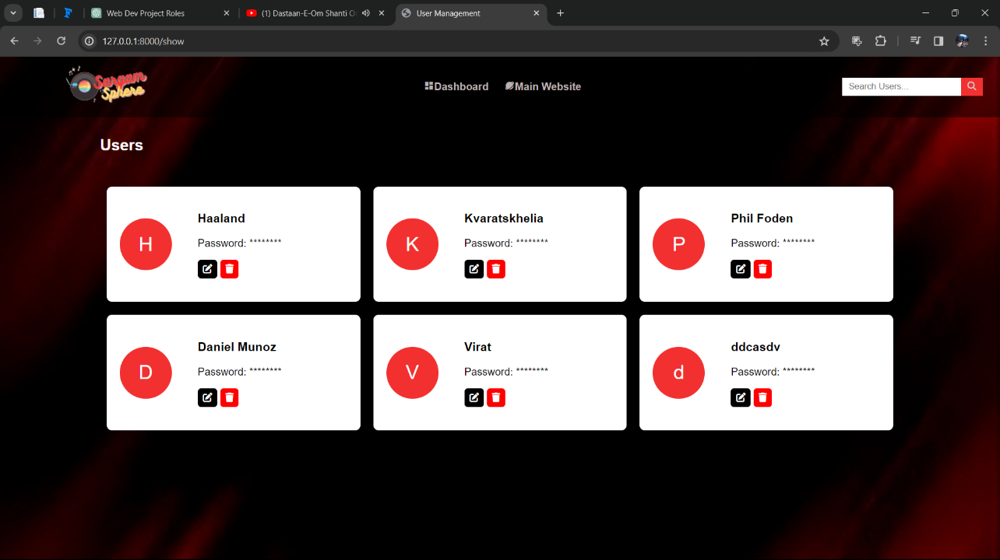 Web Dev Project Roles
(1) Dastaan-E-Om Shanti O
User Management
127.0.0.1:8000/show
Sargam
Sphere
Dashboard
Main Website
Search Users...
Users
H
Haaland
Password: ********
K
Kvaratskhelia
Password: ********
P
Phil Foden
Password: ********
D
Daniel Munoz
Password: ********
V
Virat
Password: ********
d
ddcasdv
Password: ********